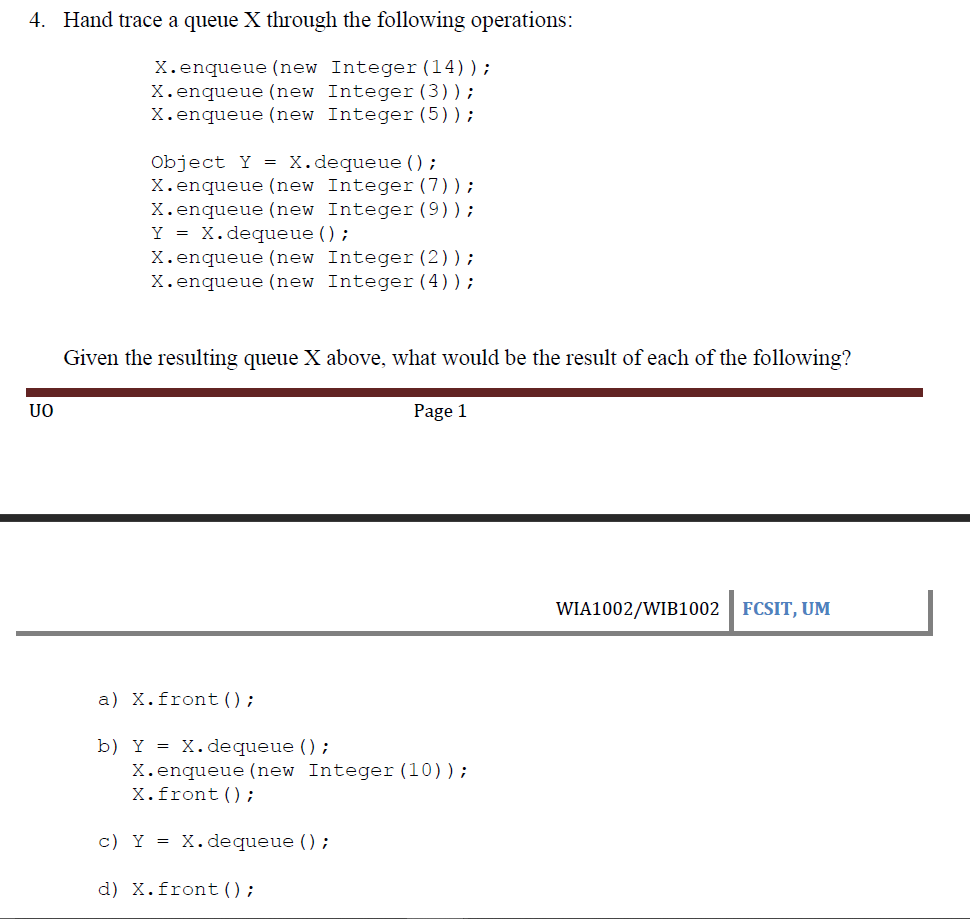 4. Hand trace a queue X through the following operations:
X.enqueue(new Integer(14));
X.enqueue(new Integer(3));
X.enqueue(new Integer(5));
Object Y = X.dequeue();
X.enqueue(new Integer(7));
X.enqueue(new Integer(9));
Y = X.dequeue();
X.enqueue(new Integer(2));
X.enqueue(new Integer(4));
Given the resulting queue X above, what would be the result of each of the following?
UO Page 1
WIA1002/WIB1002 FCSIT, UM
a) X.front();
b) Y = X.dequeue();
X.enqueue(new Integer(10));
X.front();
c) Y = X.dequeue();
d) X.front();